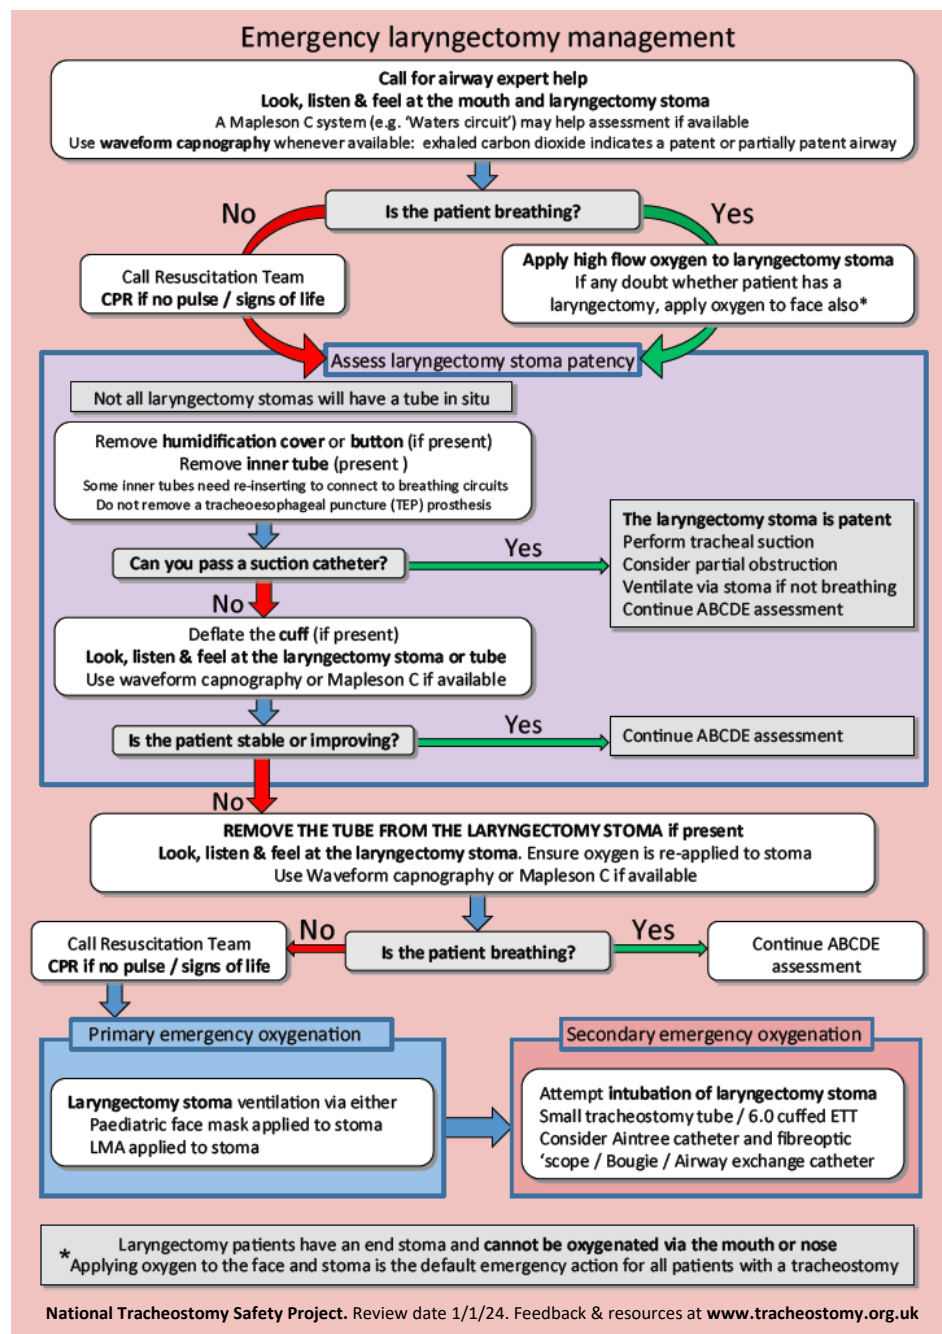 Emergency laryngectomy management
Call for airway expert help
Look, listen & feel at the mouth and laryngectomy stoma
A Mapleson C system (e.g. ‘Waters circuit’) may help assessment if available
Use waveform capnography whenever available: exhaled carbon dioxide indicates a patent or partially patent airway
Is the patient breathing?
No
Yes
Call Resuscitation Team
CPR if no pulse / signs of life
Apply high flow oxygen to laryngectomy stoma
If any doubt whether patient has a
laryngectomy, apply oxygen to face also*
Assess laryngectomy stoma patency
Not all laryngectomy stomas will have a tube in situ
Remove humidification cover or button (if present)
Remove inner tube (present )
Some inner tubes need re-inserting to connect to breathing circuits
Do not remove a tracheoesophageal puncture (TEP) prosthesis
Can you pass a suction catheter?
Yes
The laryngectomy stoma is patent
Perform tracheal suction
Consider partial obstruction
Ventilate via stoma if not breathing
Continue ABCDE assessment
No
Deflate the cuff (if present)
Look, listen & feel at the laryngectomy stoma or tube
Use waveform capnography or Mapleson C if available
Is the patient stable or improving?
Yes
Continue ABCDE assessment
No
REMOVE THE TUBE FROM THE LARYNGECTOMY STOMA if present
Look, listen & feel at the laryngectomy stoma. Ensure oxygen is re-applied to stoma
Use Waveform capnography or Mapleson C if available
Is the patient breathing?
No
Yes
Call Resuscitation Team
CPR if no pulse / signs of life
Continue ABCDE
assessment
Primary emergency oxygenation
Laryngectomy stoma ventilation via either
Paediatric face mask applied to stoma
LMA applied to stoma
Secondary emergency oxygenation
Attempt intubation of laryngectomy stoma
Small tracheostomy tube / 6.0 cuffed ETT
Consider Aintree catheter and fibreoptic
‘scope / Bougie / Airway exchange catheter
Laryngectomy patients have an end stoma and cannot be oxygenated via the mouth or nose
*Applying oxygen to the face and stoma is the default emergency action for all patients with a tracheostomy
National Tracheostomy Safety Project. Review date 1/1/24. Feedback & resources at www.tracheostomy.org.uk